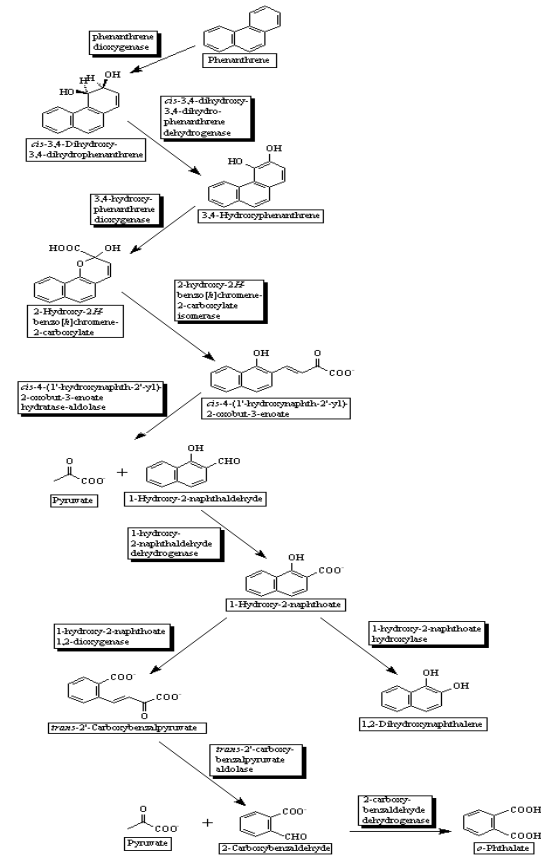 phenanthrene
dioxygenase
Phenanthrene
H
H
OH
HO
cis-3,4-dihydroxy-
3,4-dihydro-
phenanthrene
dehydrogenase
cis-3,4-Dihydroxy-
3,4-dihydrophenanthrene
OH
HO
3,4-hydroxy-
phenanthrene
dioxygenase
3,4-Hydroxyphenanthrene
HOOC
OH
O
2-hydroxy-2H-
benzo[h]chromene-
2-carboxylate
isomerase
2-Hydroxy-2H-
benzo[h]chromene-
2-carboxylate
OH
O
COO-
cis-4-(1'-hydroxynaphth-2'-yl)-
2-oxobut-3-enoate
hydratase-aldolase
cis-4-(1'-hydroxynaphth-2'-yl)-
2-oxobut-3-enoate
O
COO-
+
OH
CHO
Pyruvate
1-Hydroxy-2-naphthaldehyde
1-hydroxy-
2-naphthaldehyde
dehydrogenase
OH
COO-
1-Hydroxy-2-naphthoate
1-hydroxy-2-naphthoate
1,2-dioxygenase
1-hydroxy-2-naphthoate
hydroxylase
COO-
COO-
O
OH
OH
trans-2'-Carboxybenzalpyruvate
1,2-Dihydroxynaphthalene
trans-2'-carboxy-
benzalpyruvate
aldolase
O
COO-
+
COO-
CHO
2-carboxy-
benzaldehyde
dehydrogenase
COOH
COOH
Pyruvate
2-Carboxybenzaldehyde
o-Phthalate